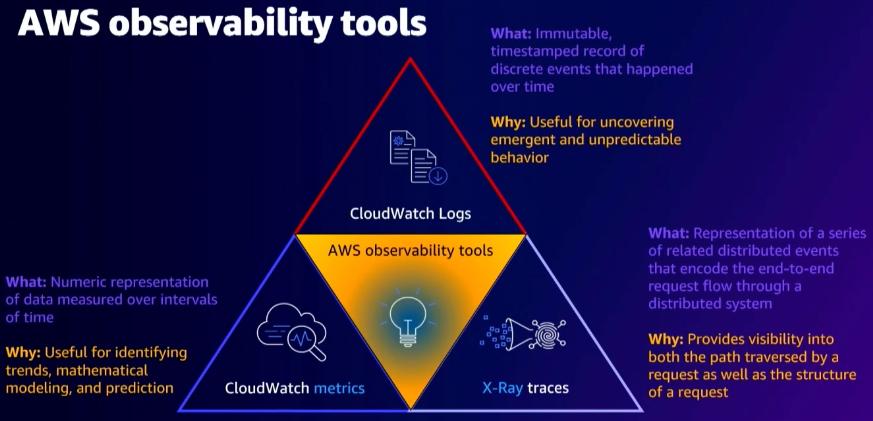 AWS observability tools
What: Immutable,
timestamped record of
discrete events that happened
over time
Why: Useful for uncovering
emergent and unpredictable
behavior
CloudWatch Logs
AWS observability tools
What: Numeric representation
of data measured over intervals
of time
Why: Useful for identifying
trends, mathematical
modeling, and prediction
CloudWatch metrics
X-Ray traces
What: Representation of a series
of related distributed events
that encode the end-to-end
request flow through a
distributed system
Why: Provides visibility into
both the path traversed by a
request as well as the structure
of a request